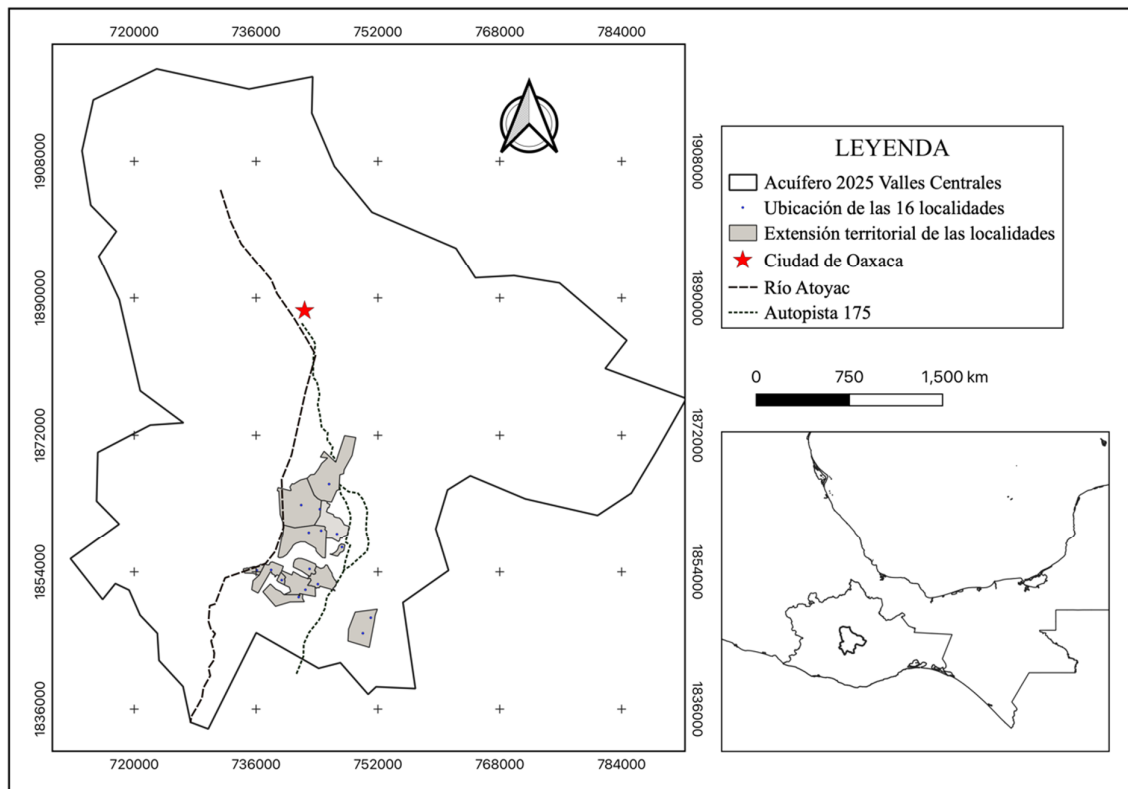 720000 736000 752000 768000 784000
1908000 1908000
1890000 1890000
1872000 1872000
1854000 1854000
1836000 1836000
720000 736000 752000 768000 784000
LEYENDA
Acuífero 2025 Valles Centrales
Ubicación de las 16 localidades
Extensión territorial de las localidades
Ciudad de Oaxaca
Río Atoyac
Autopista 175
0 750 1,500 km